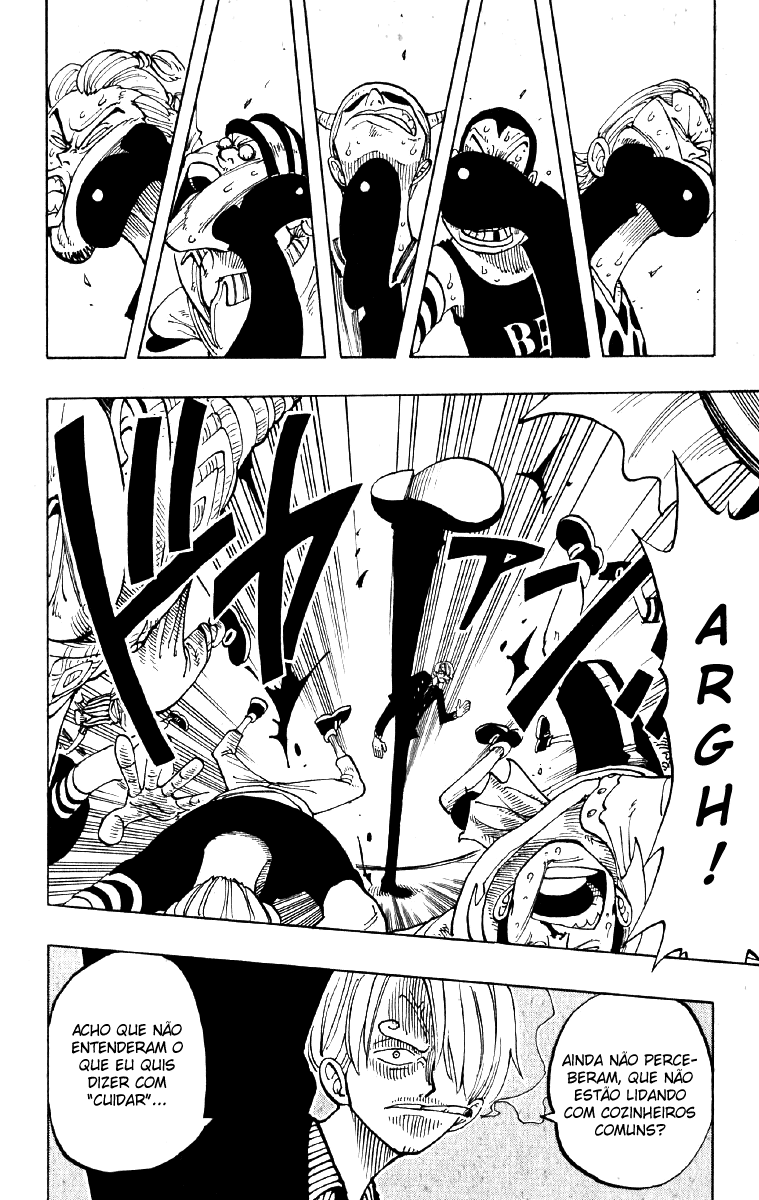 BE
ドドカァーン
ARGH!
AINDA NÃO PERCE-
BERAM, QUE NÃO
ESTÃO LIDANDO
COM COZINHEIROS
COMUNS?
ACHO QUE NÃO
ENTENDERAM O
QUE EU QUIS
DIZER COM
"CUIDAR"...